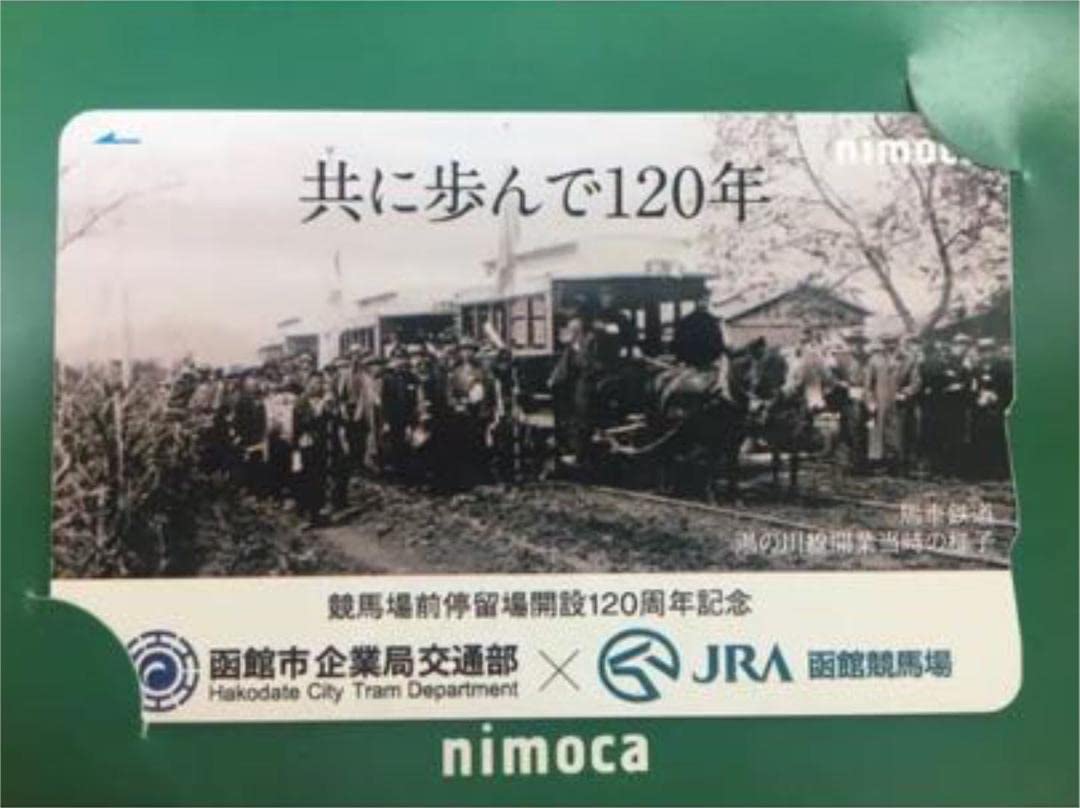 nimoca
共に歩んで120年
馬車鉄道
湯の川線開業当時の様子
競馬場前停留場開設120周年記念
函館市企業局交通部 × JRA 函館競馬場
Hakodate City Tram Department
nimoca